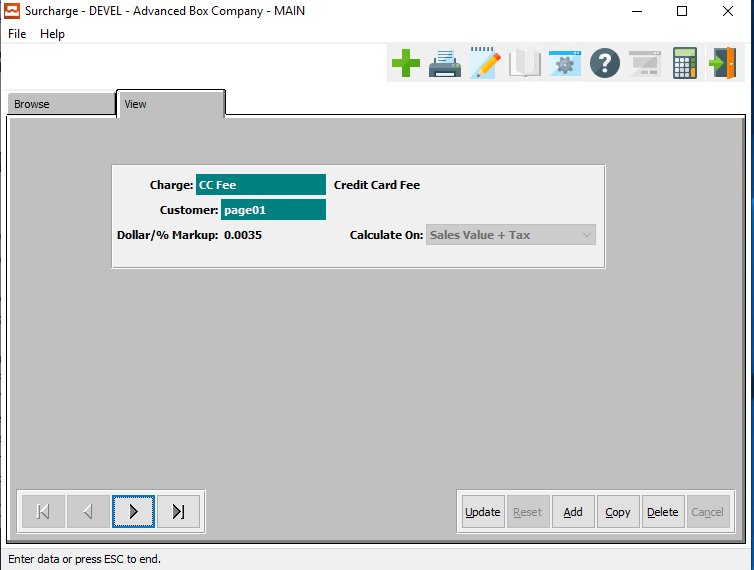 Surcharge - DEVEL - Advanced Box Company - MAIN
File Help
Browse View
Charge: CC Fee Credit Card Fee
Customer: page01
Dollar/% Markup: 0.0035 Calculate On: Sales Value + Tax
Update Reset Add Copy Delete Cancel
Enter data or press ESC to end.